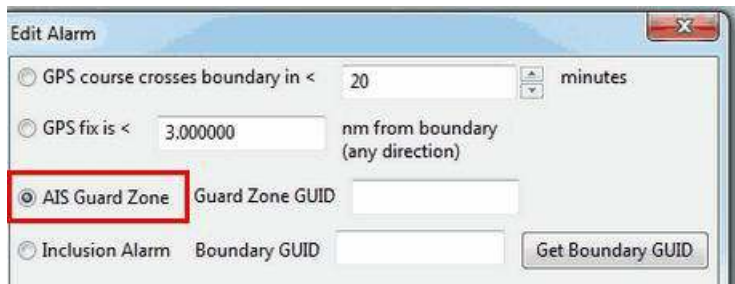 Edit Alarm
GPS course crosses boundary in < 20 minutes
GPS fix is < 3.000000 nm from boundary
(any direction)
AIS Guard Zone Guard Zone GUID
Inclusion Alarm Boundary GUID Get Boundary GUID